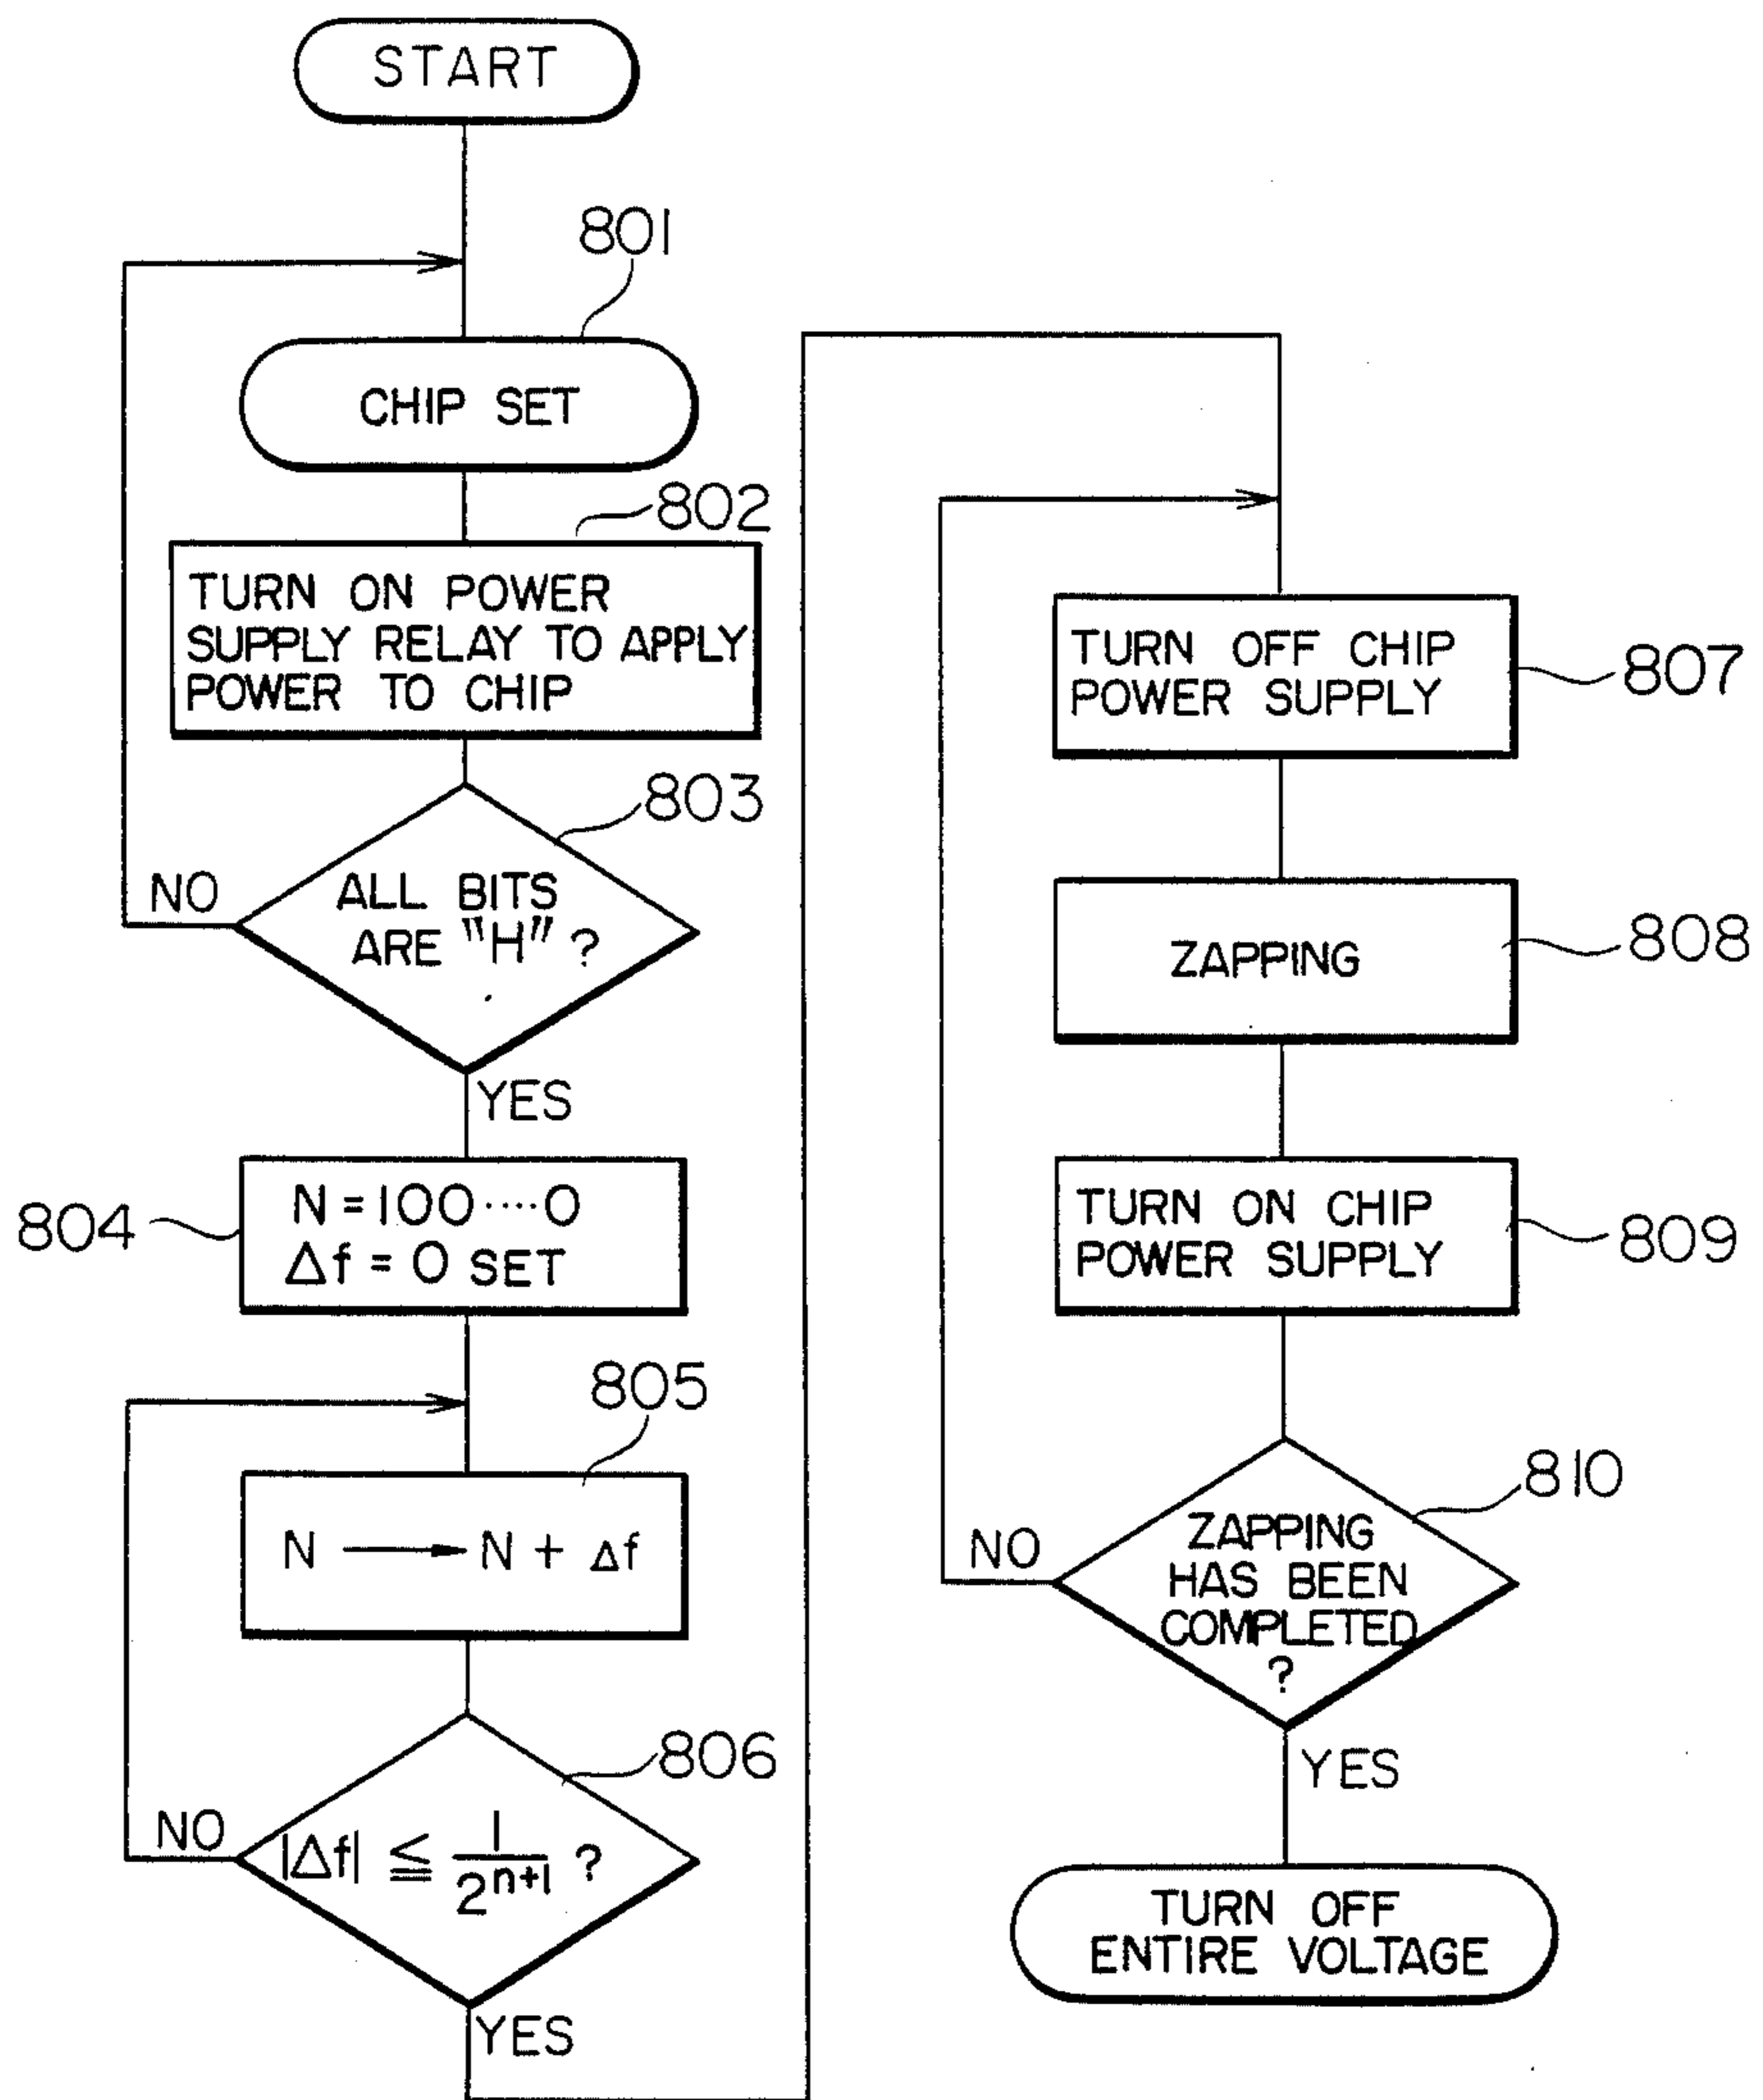 START
801
CHIP SET
802
TURN ON POWER
SUPPLY RELAY TO APPLY
POWER TO CHIP
803
ALL BITS
ARE "H" ?
NO
YES
804
N = 100····0
Δf = 0 SET
805
N → N + Δf
806
|Δf| ≦ 1/2^{n+1} ?
NO
YES
TURN OFF CHIP
POWER SUPPLY
807
ZAPPING
808
TURN ON CHIP
POWER SUPPLY
809
810
ZAPPING
HAS BEEN
COMPLETED
?
NO
YES
TURN OFF
ENTIRE VOLTAGE